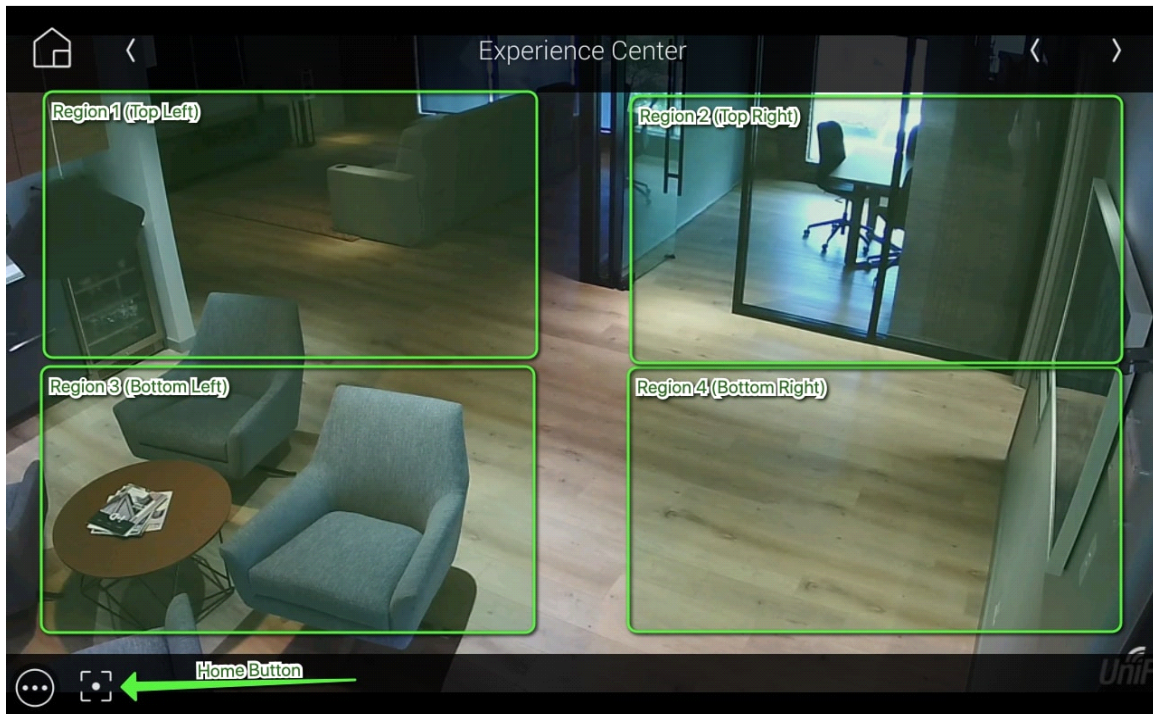 Experience Center
Region 1 (Top Left)
Region 2 (Top Right)
Region 3 (Bottom Left)
Region 4 (Bottom Right)
Home Button